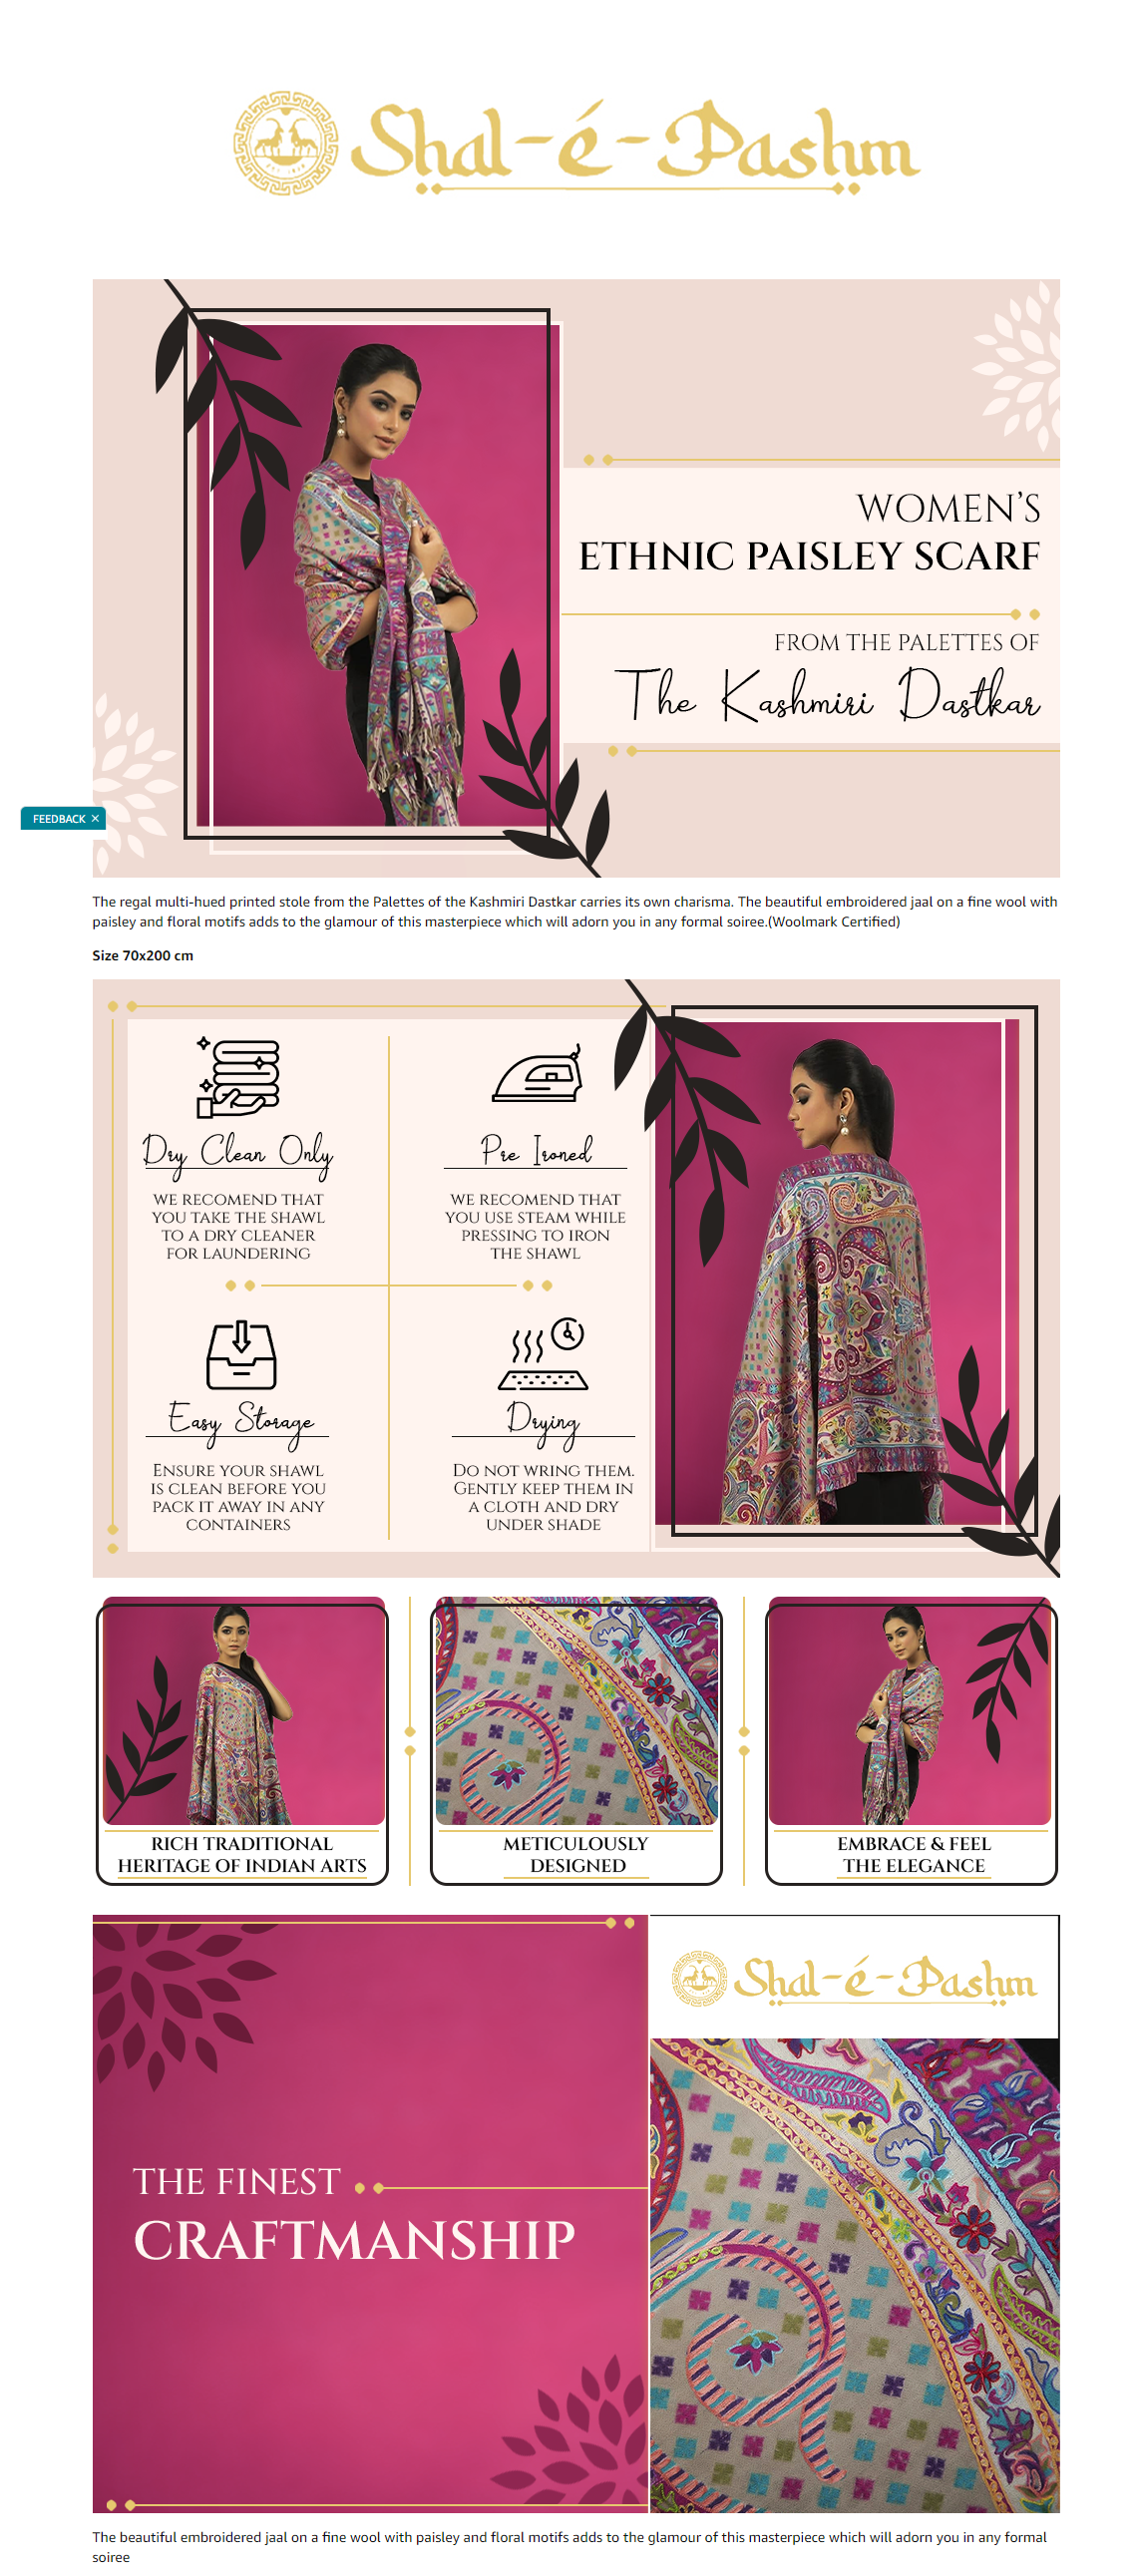 Shal-é-Pashm
WOMEN'S
ETHNIC PAISLEY SCARF
FROM THE PALETTES OF
The Kashmiri Dastkar
FEEDBACK ✕
The regal multi-hued printed stole from the Palettes of the Kashmiri Dastkar carries its own charisma. The beautiful embroidered jaal on a fine wool with
paisley and floral motifs adds to the glamour of this masterpiece which will adorn you in any formal soiree.(Woolmark Certified)
Size 70x200 cm
Dry Clean Only
WE RECOMEND THAT
YOU TAKE THE SHAWL
TO A DRY CLEANER
FOR LAUNDERING
Pre Ironed
WE RECOMEND THAT
YOU USE STEAM WHILE
PRESSING TO IRON
THE SHAWL
Easy Storage
ENSURE YOUR SHAWL
IS CLEAN BEFORE YOU
PACK IT AWAY IN ANY
CONTAINERS
Drying
DO NOT WRING THEM.
GENTLY KEEP THEM IN
A CLOTH AND DRY
UNDER SHADE
RICH TRADITIONAL
HERITAGE OF INDIAN ARTS
METICULOUSLY
DESIGNED
EMBRACE & FEEL
THE ELEGANCE
Shal-é-Pashm
THE FINEST
CRAFTMANSHIP
The beautiful embroidered jaal on a fine wool with paisley and floral motifs adds to the glamour of this masterpiece which will adorn you in any formal
soiree